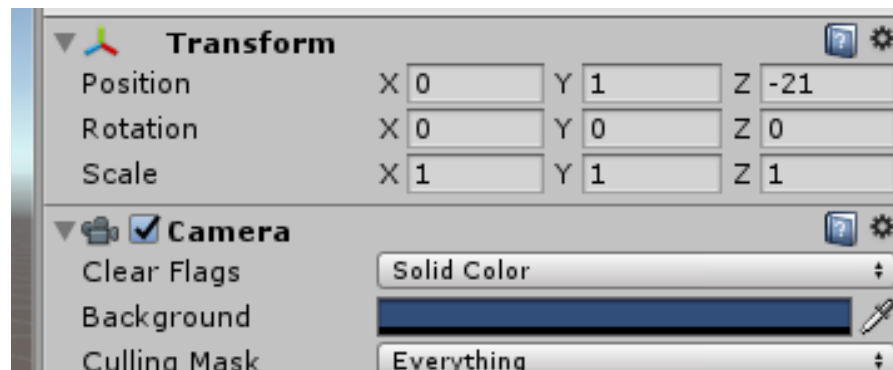 Transform
Position X 0 Y 1 Z -21
Rotation X 0 Y 0 Z 0
Scale X 1 Y 1 Z 1
Camera
Clear Flags Solid Color
Background
Culling Mask Everything